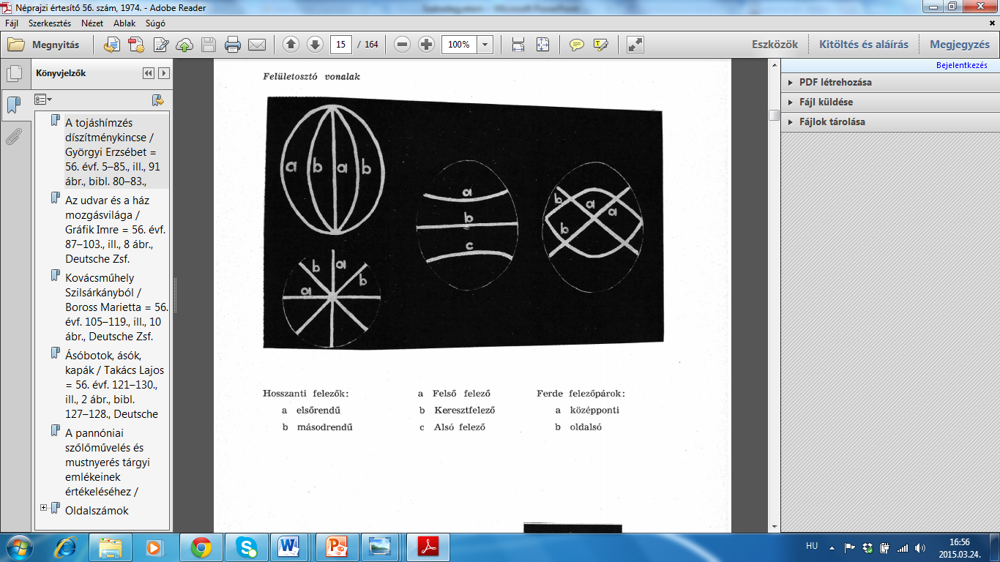 Néprajzi értesítő 56. szám, 1974. - Adobe Reader
Fájl Szerkesztés Nézet Ablak Súgó
Megnyitás 15 / 164 100% Eszközök Kitöltés és aláírás Megjegyzés
Bejelentkezés
Könyvjelzők
A tojáshímzés
díszítménykincse /
Györgyi Erzsébet =
56. évf. 5–85., ill., 91
ábr., bibl. 80–83.,
Az udvar és a ház
mozgásvilága /
Gráfik Imre = 56. évf.
87–103., ill., 8 ábr.,
Deutsche Zsf.
Kovácsműhely
Szilsárkányból /
Boross Marietta = 56.
évf. 105–119., ill., 10
ábr., Deutsche Zsf.
Ásóbotok, ásók,
kapák / Takács Lajos
= 56. évf. 121–130.,
ill., 2 ábr., bibl.
127–128., Deutsche
A pannóniai
szőlőművelés és
mustnyerés tárgyi
emlékeinek
értékeléséhez /
Oldalszámok
Felületosztó vonalak
a b a b
b a
a b
a
b
c
b a a
b
Hosszanti felezők:
a elsőrendű
b másodrendű
a Felső felező
b Keresztfelező
c Alsó felező
Ferde felezőpárok:
a középponti
b oldalsó
PDF létrehozása
Fájl küldése
Fájlok tárolása
HU
16:56
2015.03.24.